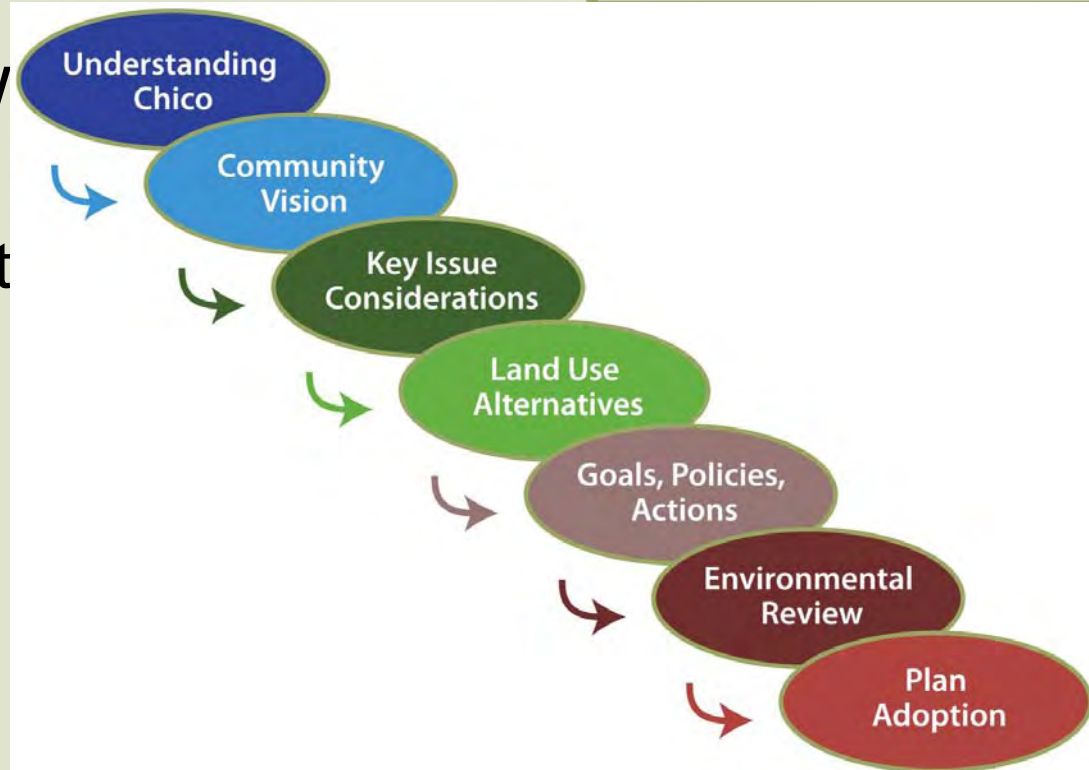 Understanding
Chico
Community
Vision
Key Issue
Considerations
Land Use
Alternatives
Goals, Policies,
Actions
Environmental
Review
Plan
Adoption